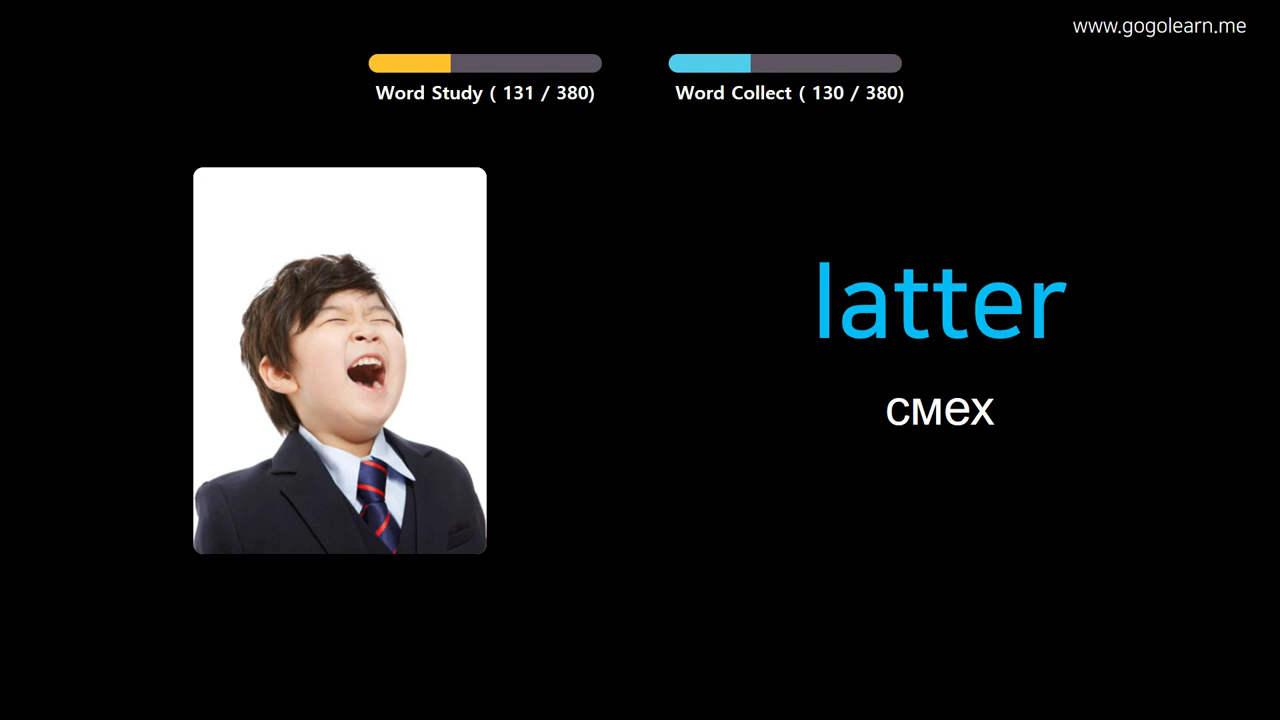 www.gogolearn.me
Word Study ( 131 / 380)
Word Collect ( 130 / 380)
latter
смех